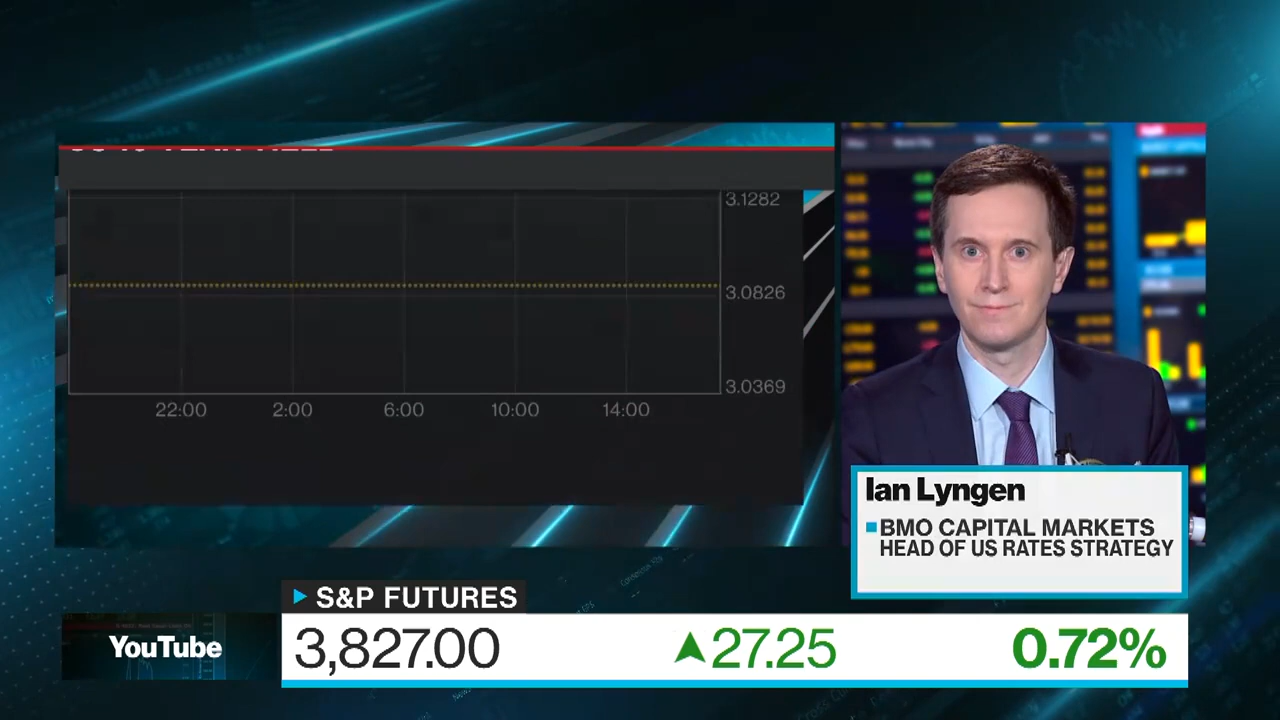 3.1282
3.0826
3.0369
22:00
2:00
6:00
10:00
14:00
Ian Lyngen
BMO CAPITAL MARKETS
HEAD OF US RATES STRATEGY
S&P FUTURES
YouTube
3,827.00
27.25
0.72%